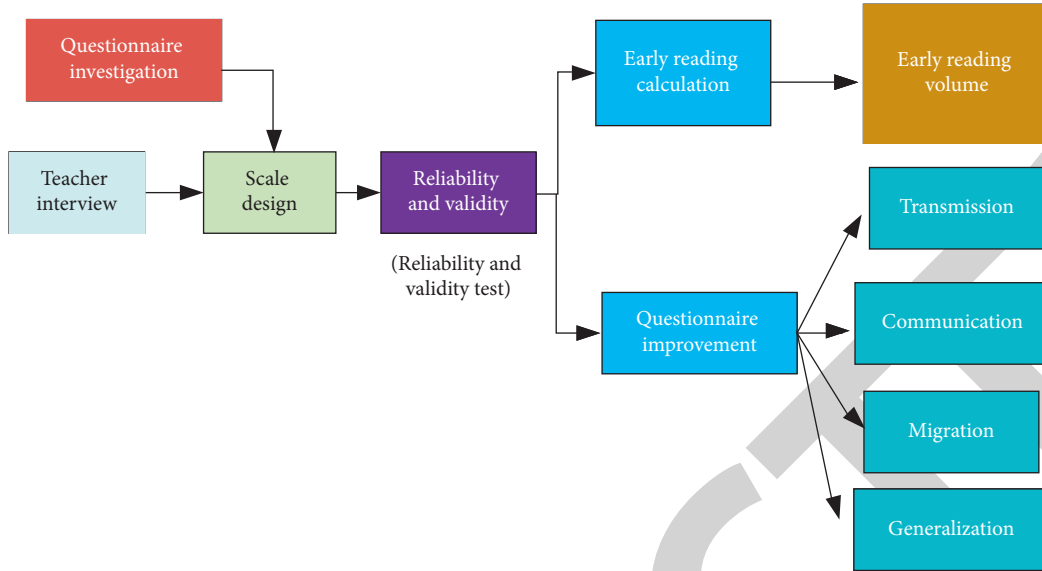 Questionnaire
investigation
Early reading
calculation
Early reading
volume
Teacher
interview
Scale
design
Reliability
and validity
(Reliability and
validity test)
Transmission
Questionnaire
improvement
Communication
Migration
Generalization